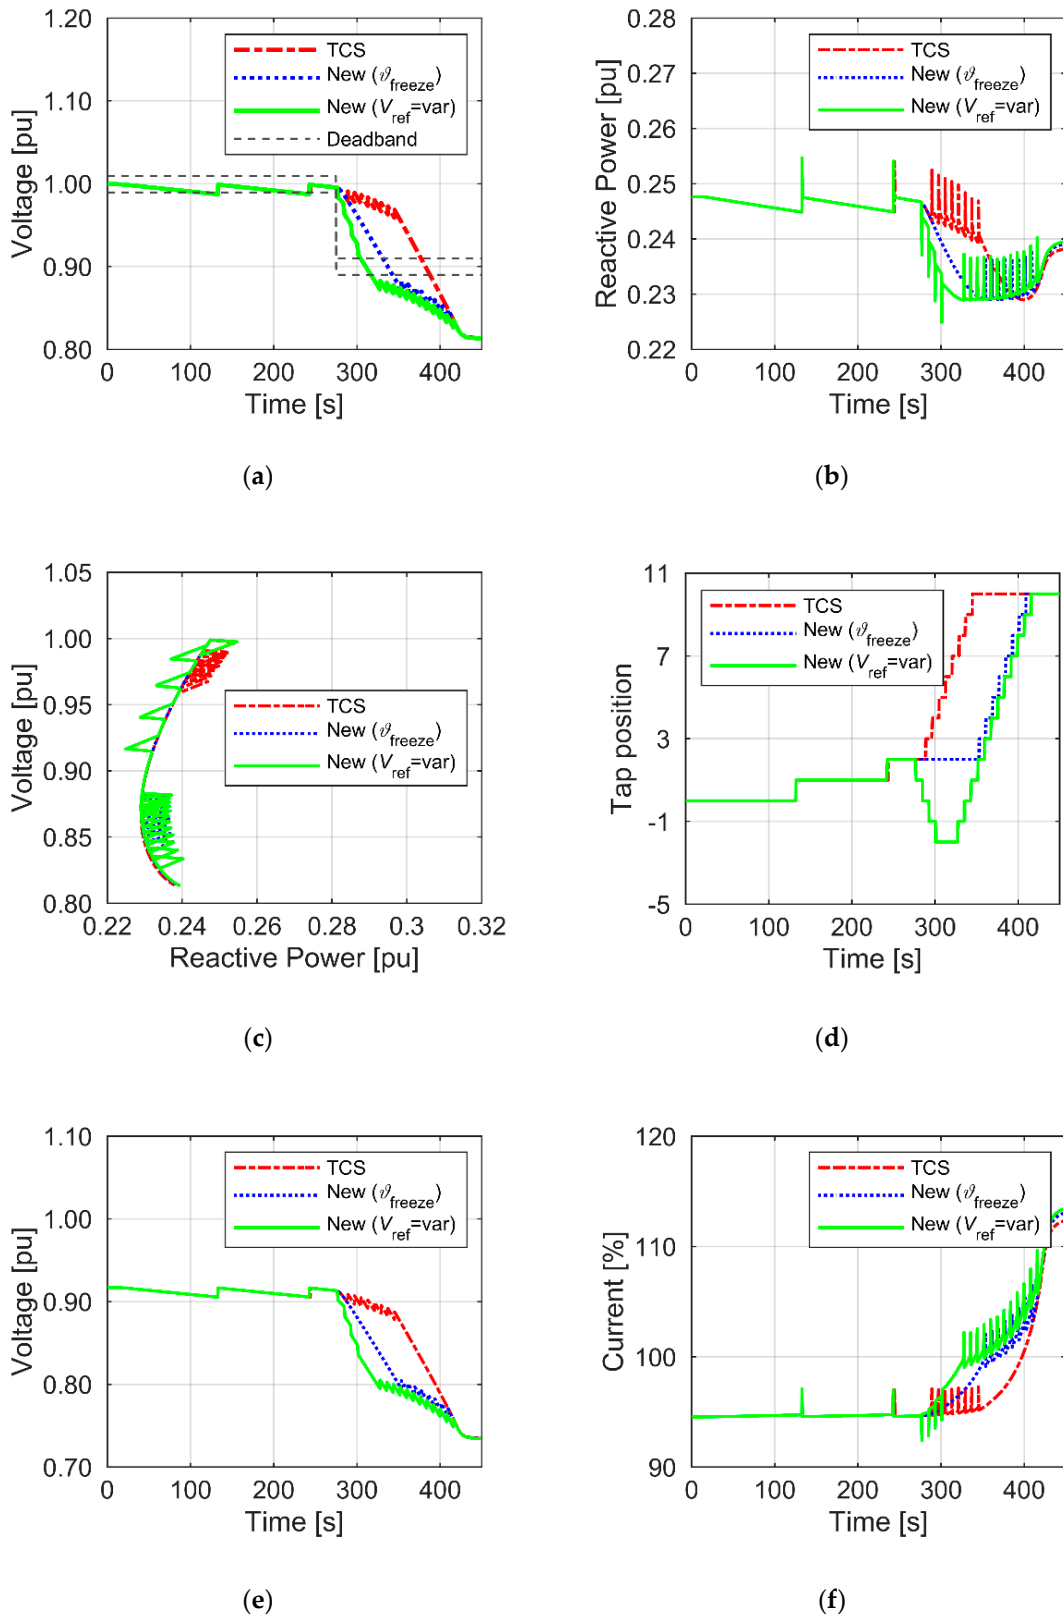 1.20
1.10
1.00
0.90
0.80
Voltage [pu]
TCS
New (ϑfreeze)
New (Vref=var)
Deadband
0 100 200 300 400
Time [s]
(a)
0.28
0.27
0.26
0.25
0.24
0.23
0.22
Reactive Power [pu]
TCS
New (ϑfreeze)
New (Vref=var)
0 100 200 300 400
Time [s]
(b)
1.05
1.00
0.95
0.90
0.85
0.80
Voltage [pu]
TCS
New (ϑfreeze)
New (Vref=var)
0.22 0.24 0.26 0.28 0.3 0.32
Reactive Power [pu]
(c)
11
7
3
-1
-5
Tap position
TCS
New (ϑfreeze)
New (Vref=var)
0 100 200 300 400
Time [s]
(d)
1.10
1.00
0.90
0.80
0.70
Voltage [pu]
TCS
New (ϑfreeze)
New (Vref=var)
0 100 200 300 400
Time [s]
(e)
120
110
100
90
Current [%]
TCS
New (ϑfreeze)
New (Vref=var)
0 100 200 300 400
Time [s]
(f)